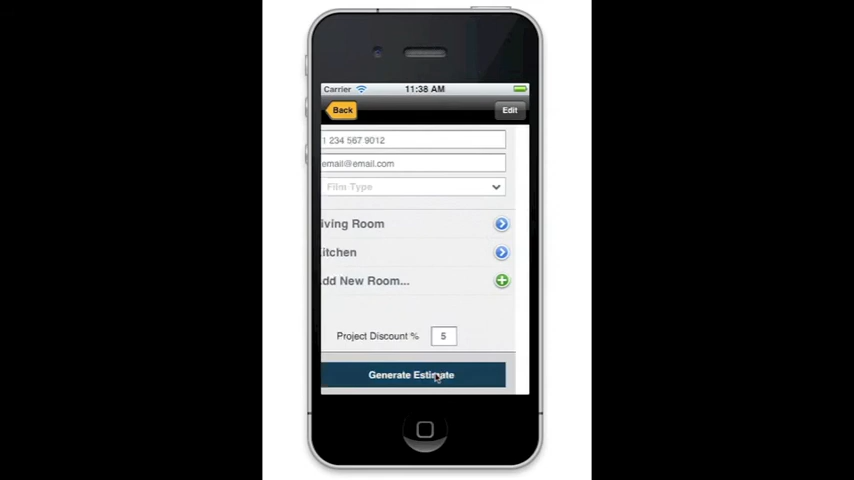 Carrier 11:38 AM
Back Edit
1 234 567 9012
email@email.com
Film Type
iving Room
itchen
dd New Room...
Project Discount % 5
Generate Estimate